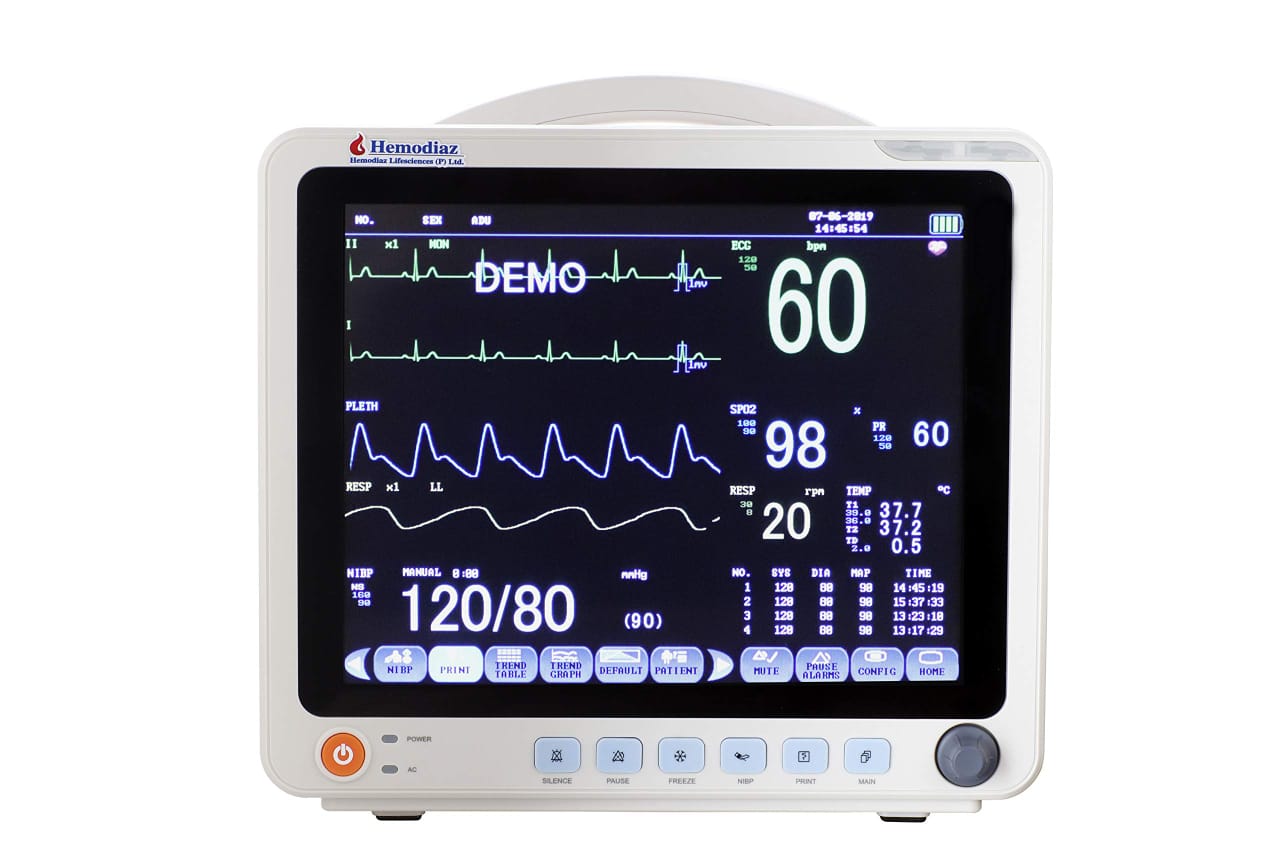 Hemodiaz
Hemodiaz Lifesciences (P) Ltd.
NO. SEX ADU 07-06-2019
14:45:54
II x1 MON ECG bpm
120
50
DEMO
60
1mv
I
1mv
PLETH SPO2 %
100
90
98
PR
120
50
60
RESP x1 LL RESP rpm
30
8
20
TEMP °C
T1
39.0
36.0
37.7
T2 37.2
TD
2.0
0.5
NIBP MANUAL 0:00 mmHg
160
90
120/80 (90)
NO. SYS DIA MAP TIME
1 120 80 90 14:45:19
2 120 80 90 15:37:33
3 120 80 90 13:23:10
4 120 80 90 13:17:29
NIBP PRINT TREND TABLE TREND GRAPH DEFAULT PATIENT MUTE PAUSE ALARMS CONFIG HOME
POWER
AC
SILENCE PAUSE FREEZE NIBP PRINT MAIN